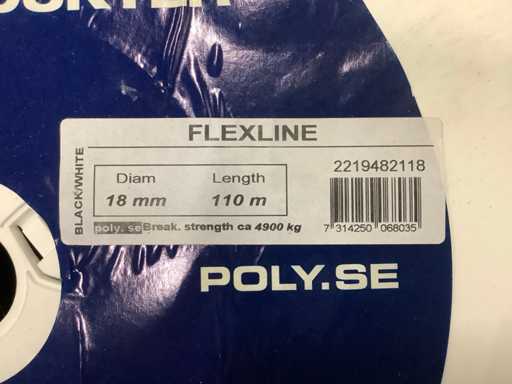 FLEXLINE
BLACK/WHITE
Diam Length
18 mm 110 m
poly. se Break. strength ca 4900 kg
2219482118
7 314250 068035
POLY.SE